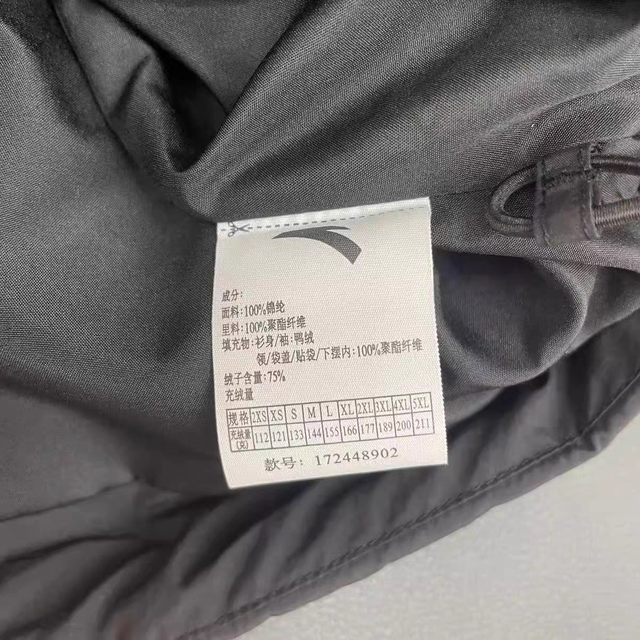 成分：
面料：100%锦纶
里料：100%聚酯纤维
填充物：衫身/袖：鸭绒
领/袋盖/贴袋/下摆内：100%聚酯纤维
绒子含量：75%
充绒量
规格 2XS XS S M L XL 2XL 3XL 4XL 5XL
充绒量(克) 112 121 133 144 155 166 177 189 200 211
款号：172448902